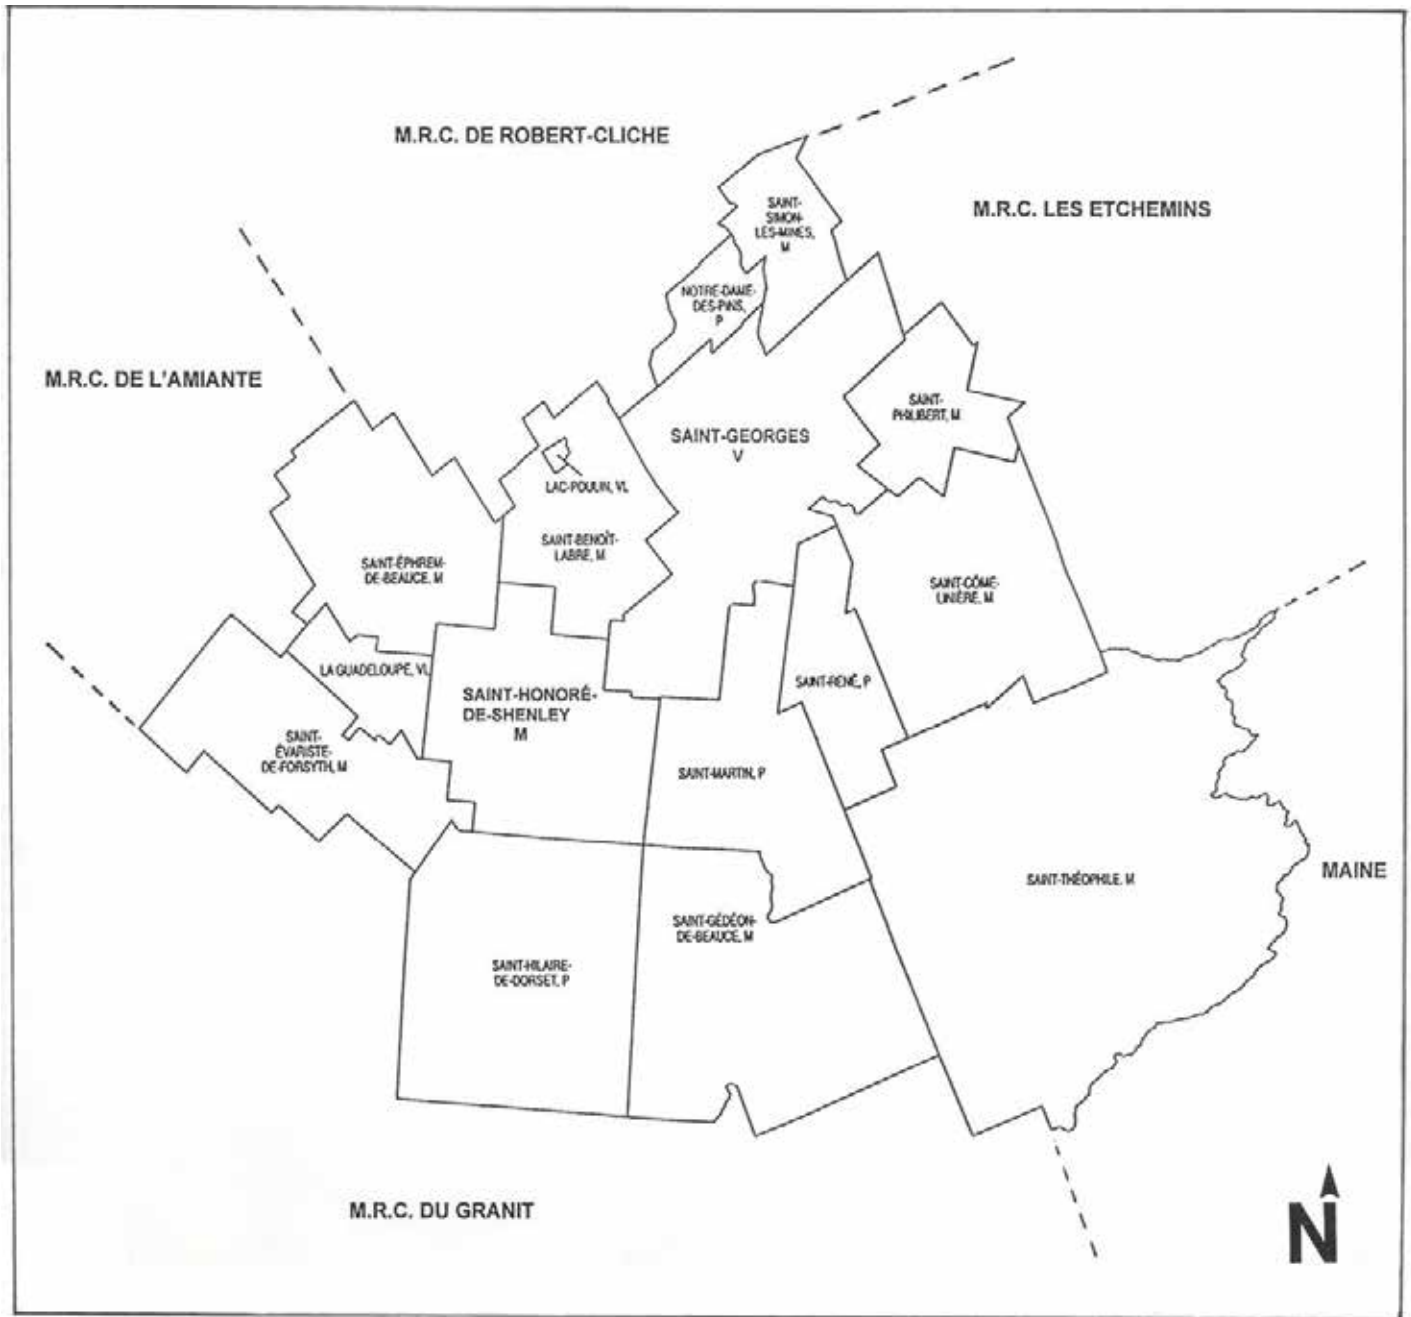 M.R.C. DE ROBERT-CLICHE
M.R.C. LES ETCHEMINS
SAINT-
SIMON-
LES-MINES,
M
NOTRE-DAME-
DES-PINS,
P
M.R.C. DE L'AMIANTE
SAINT-
PHILIBERT, M
SAINT-GEORGES
V
LAC-POULIN, VL
SAINT-BENOÎT-
LABRE, M
SAINT-ÉPHREM-
DE-BEAUCE, M
SAINT-CÔME-
LINIÈRE, M
LA GUADELOUPE, VL
SAINT-HONORÉ-
DE-SHENLEY
M
SAINT-RENÉ, P
SAINT-
ÉVARISTE-
DE-FORSYTH, M
SAINT-MARTIN, P
SAINT-THÉOPHILE, M
MAINE
SAINT-GÉDÉON-
DE-BEAUCE, M
SAINT-HILAIRE-
DE-DORSET, P
M.R.C. DU GRANIT
N